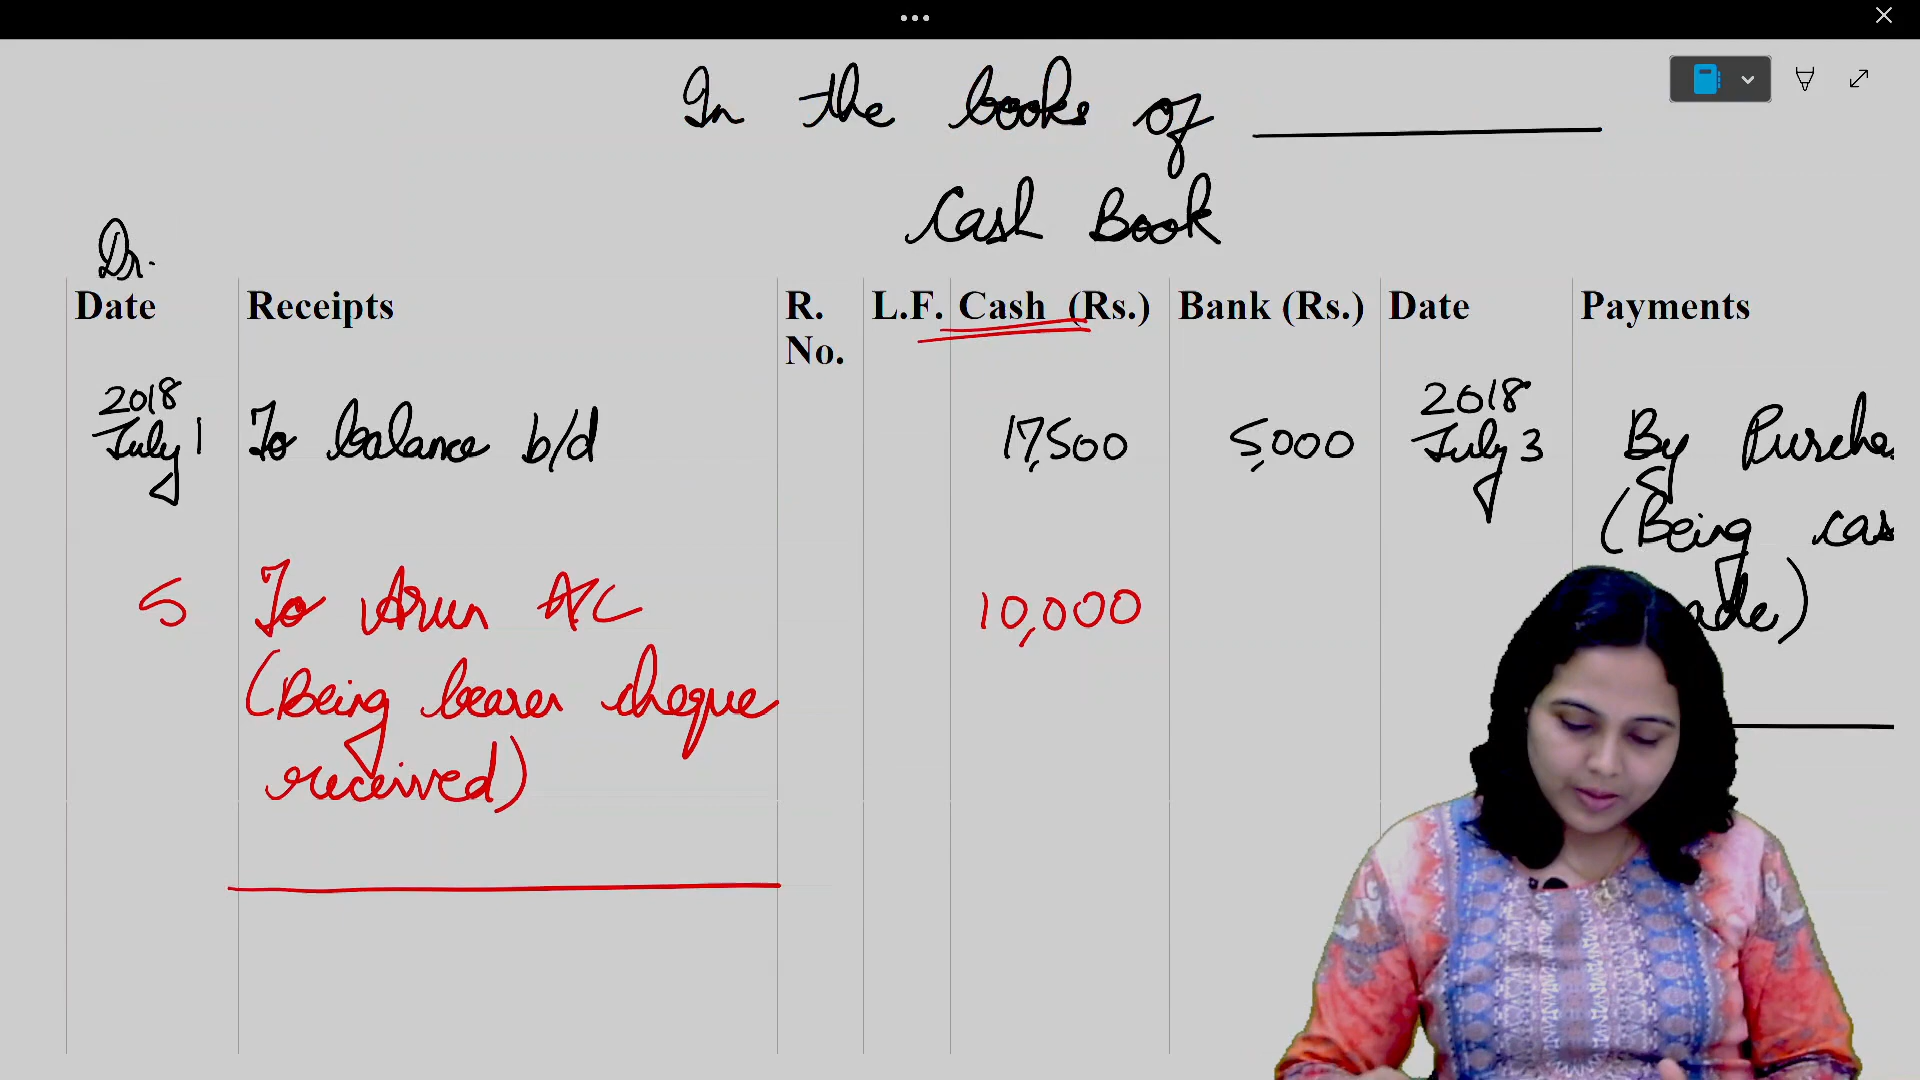 In the books of
Cash Book
Dr.
Date Receipts R. No. L.F. Cash (Rs.) Bank (Rs.) Date Payments
2018 2018
July 1 To balance b/d 17,500 5,000 July 3 By
(Being
5 To Arun A/C 10,000
(Being bearer cheque
received)